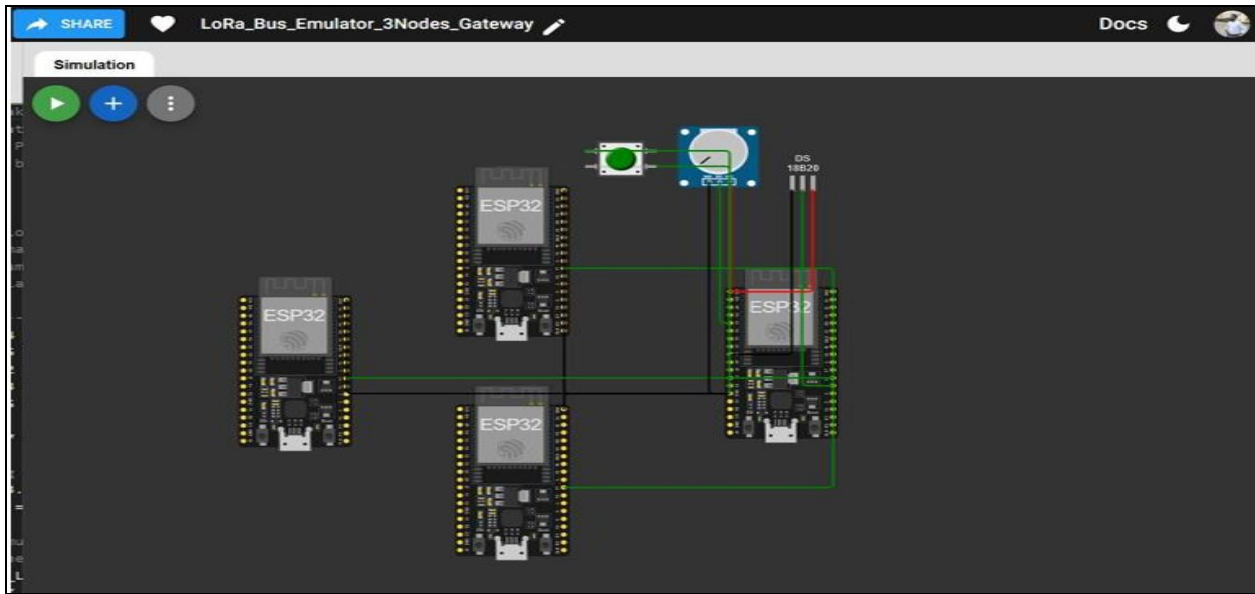 SHARE
LoRa_Bus_Emulator_3Nodes_Gateway
Docs
Simulation
DS
18B20
ESP32
ESP32
ESP32
ESP32